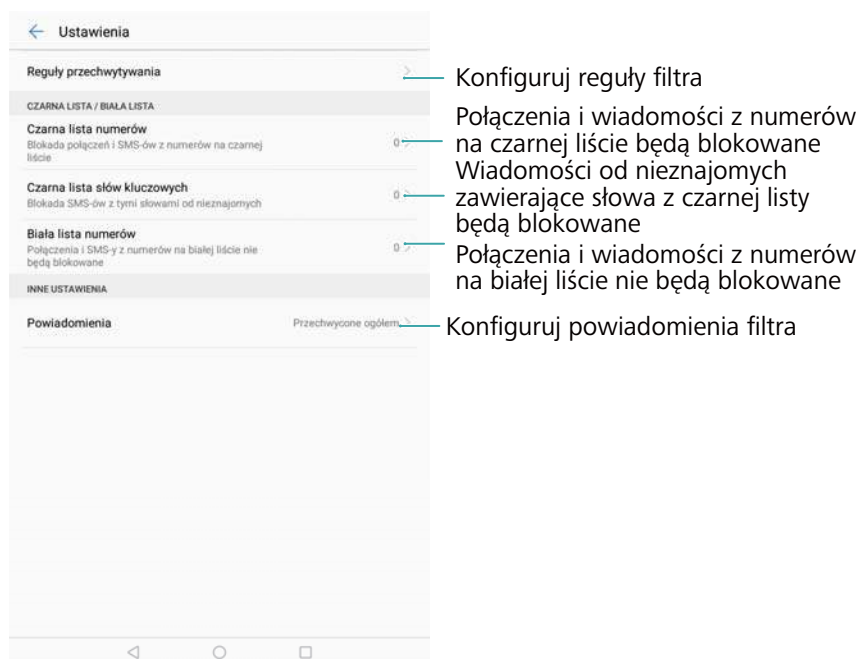 Ustawienia
Reguły przechwytywania
Konfiguruj reguły filtra
CZARNA LISTA / BIAŁA LISTA
Czarna lista numerów
Blokada połączeń i SMS-ów z numerów na czarnej
liście
0
Połączenia i wiadomości z numerów
na czarnej liście będą blokowane
Czarna lista słów kluczowych
Blokada SMS-ów z tymi słowami od nieznajomych
0
Wiadomości od nieznajomych
zawierające słowa z czarnej listy
będą blokowane
Biała lista numerów
Połączenia i SMS-y z numerów na białej liście nie
będą blokowane
0
Połączenia i wiadomości z numerów
na białej liście nie będą blokowane
INNE USTAWIENIA
Powiadomienia
Przechwycone ogółem
Konfiguruj powiadomienia filtra